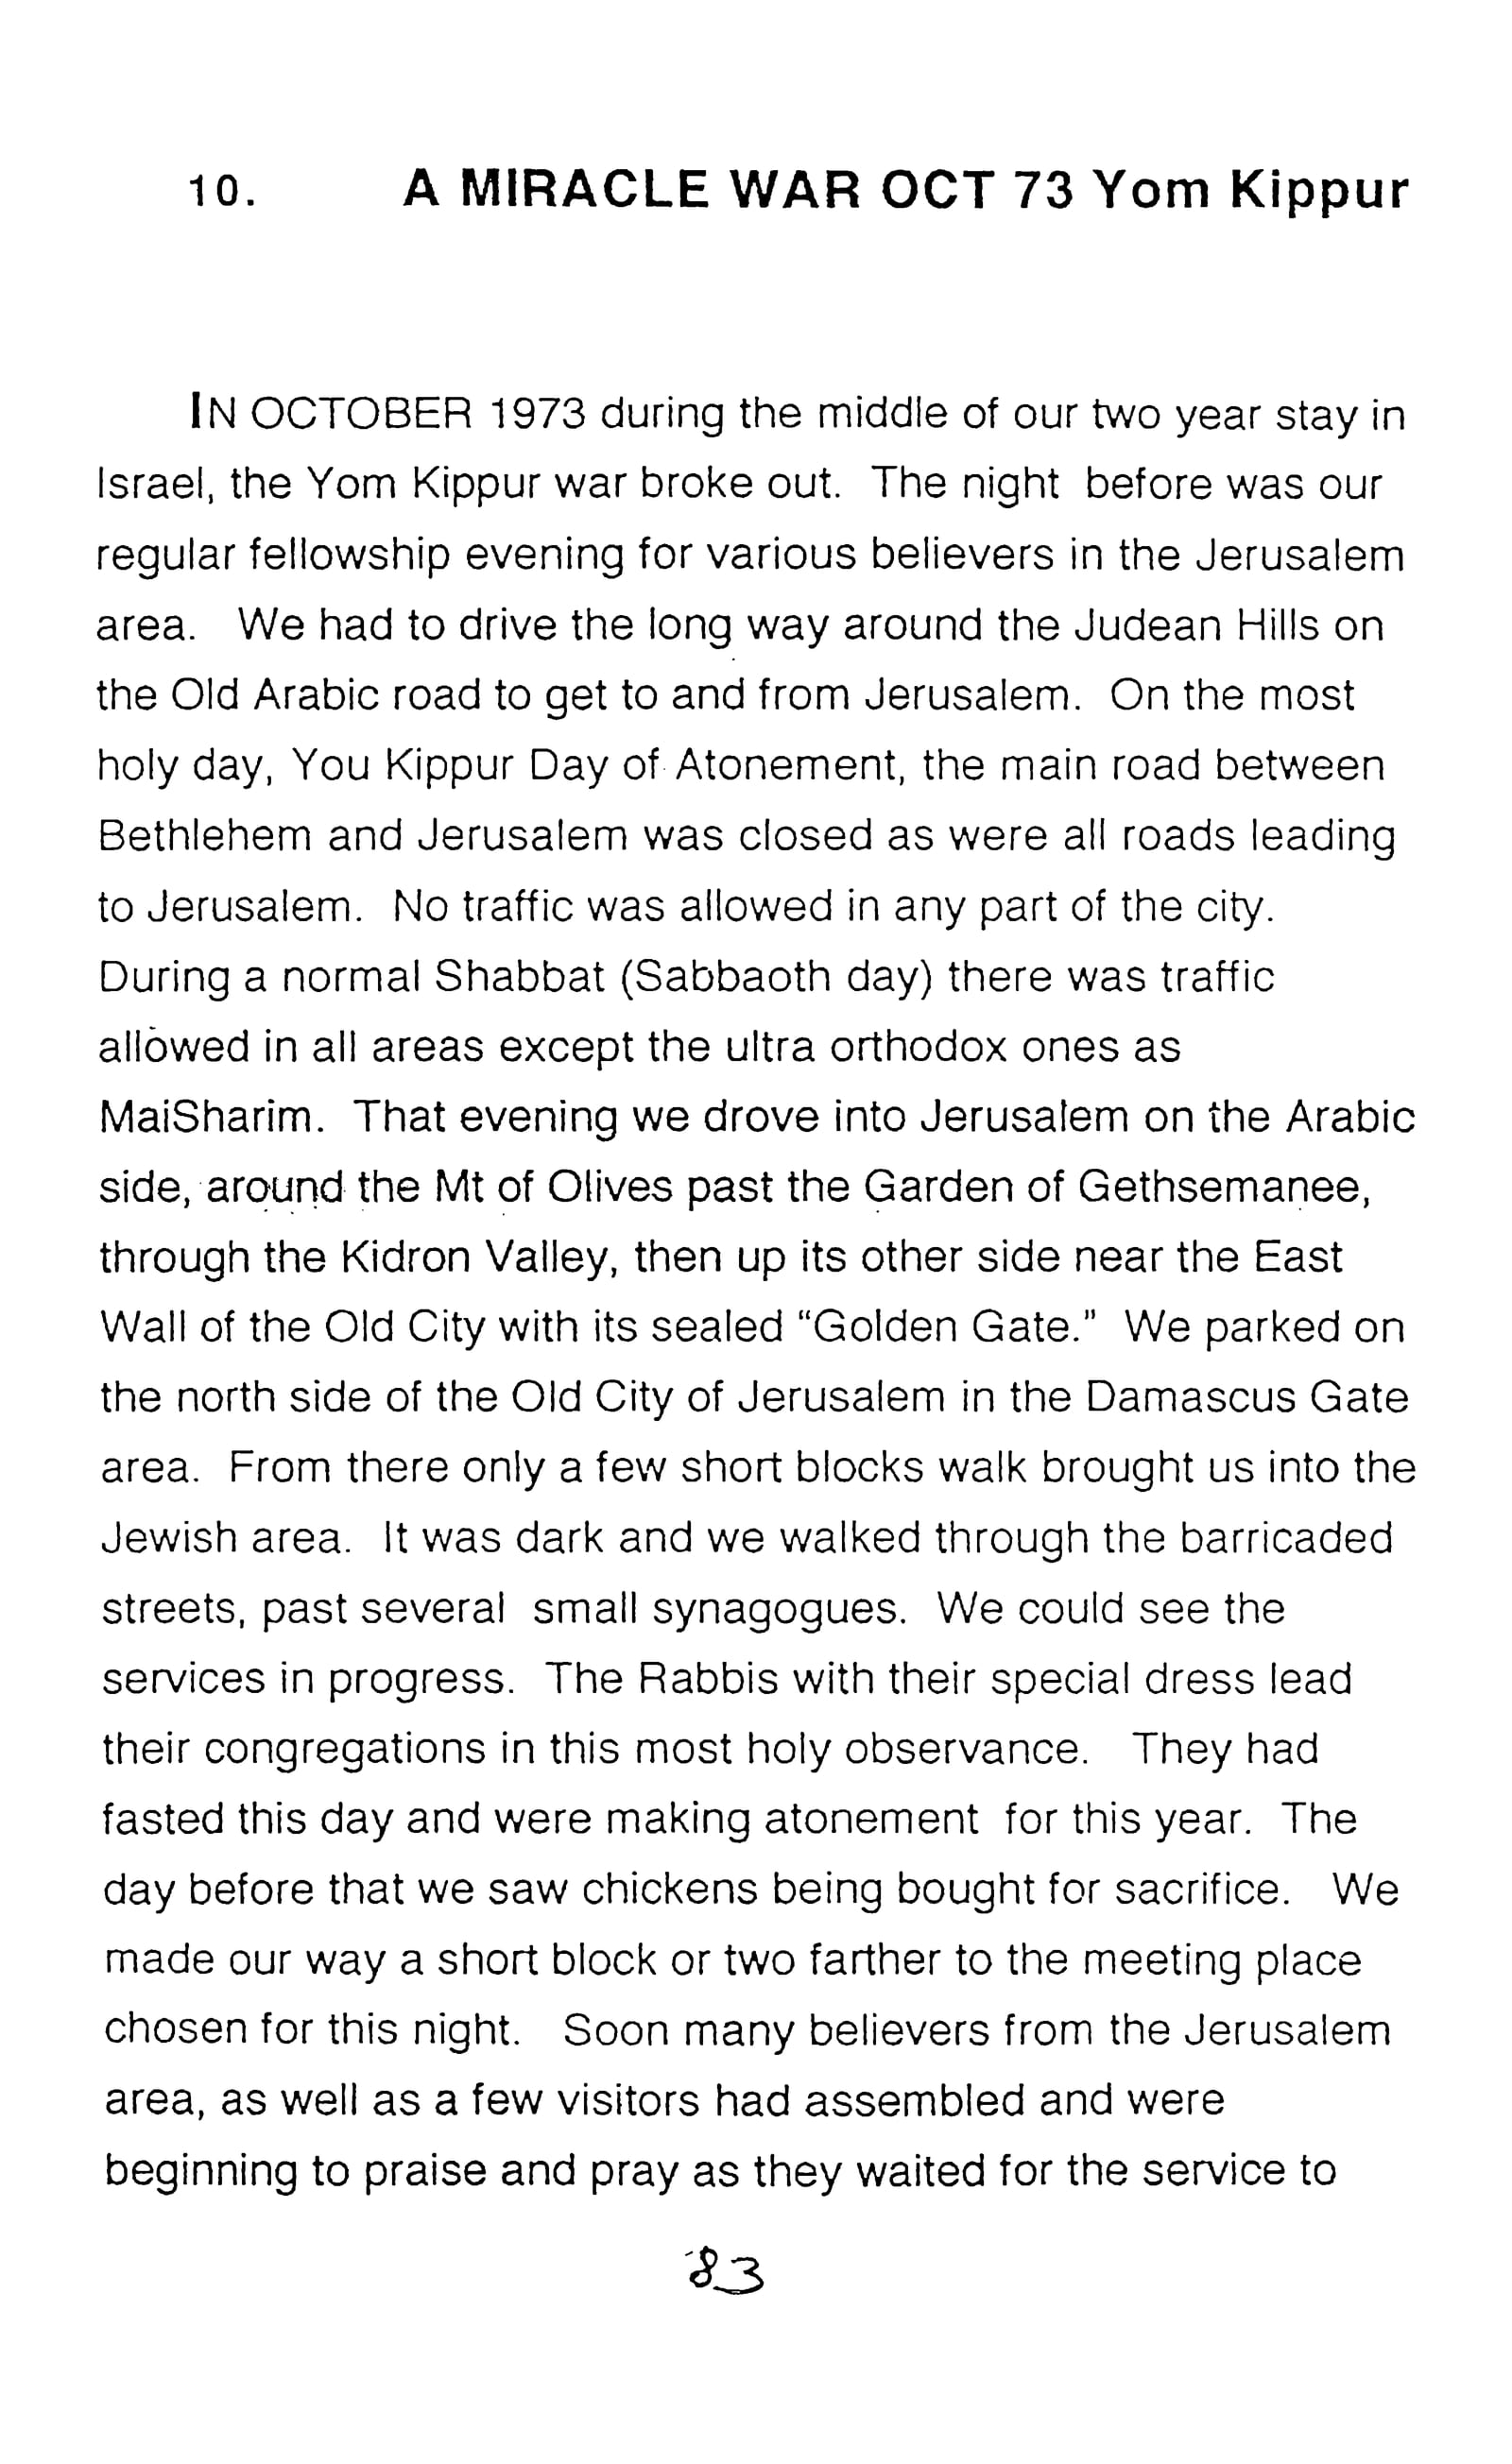 10. A MIRACLE WAR OCT 73 Yom Kippur
IN OCTOBER 1973 during the middle of our two year stay in
Israel, the Yom Kippur war broke out. The night before was our
regular fellowship evening for various believers in the Jerusalem
area. We had to drive the long way around the Judean Hills on
the Old Arabic road to get to and from Jerusalem. On the most
holy day, You Kippur Day of Atonement, the main road between
Bethlehem and Jerusalem was closed as were all roads leading
to Jerusalem. No traffic was allowed in any part of the city.
During a normal Shabbat (Sabbaoth day) there was traffic
allowed in all areas except the ultra orthodox ones as
MaiSharim. That evening we drove into Jerusalem on the Arabic
side, around the Mt of Olives past the Garden of Gethsemanee,
through the Kidron Valley, then up its other side near the East
Wall of the Old City with its sealed "Golden Gate." We parked on
the north side of the Old City of Jerusalem in the Damascus Gate
area. From there only a few short blocks walk brought us into the
Jewish area. It was dark and we walked through the barricaded
streets, past several small synagogues. We could see the
services in progress. The Rabbis with their special dress lead
their congregations in this most holy observance. They had
fasted this day and were making atonement for this year. The
day before that we saw chickens being bought for sacrifice. We
made our way a short block or two farther to the meeting place
chosen for this night. Soon many believers from the Jerusalem
area, as well as a few visitors had assembled and were
beginning to praise and pray as they waited for the service to
83